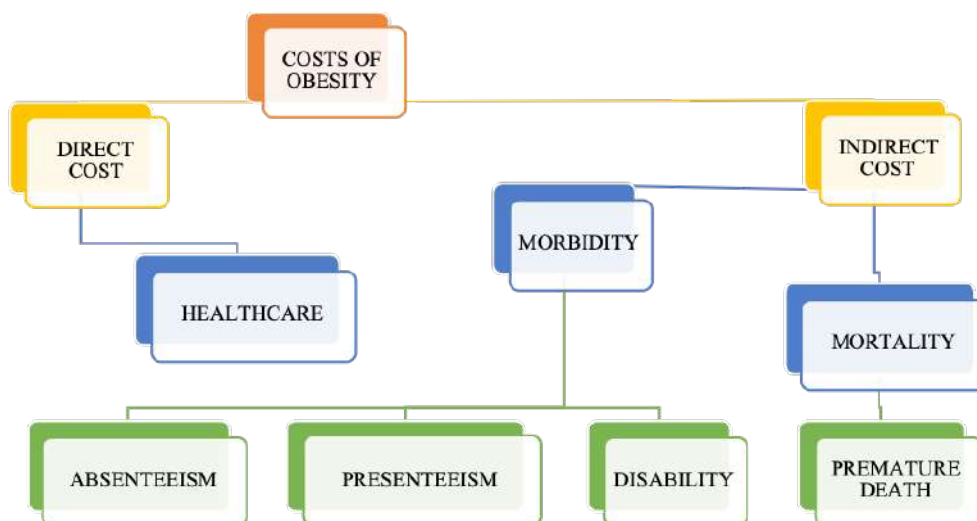 COSTS OF
OBESITY
DIRECT
COST
INDIRECT
COST
MORBIDITY
HEALTHCARE
MORTALITY
ABSENTEEISM
PRESENTEEISM
DISABILITY
PREMATURE
DEATH